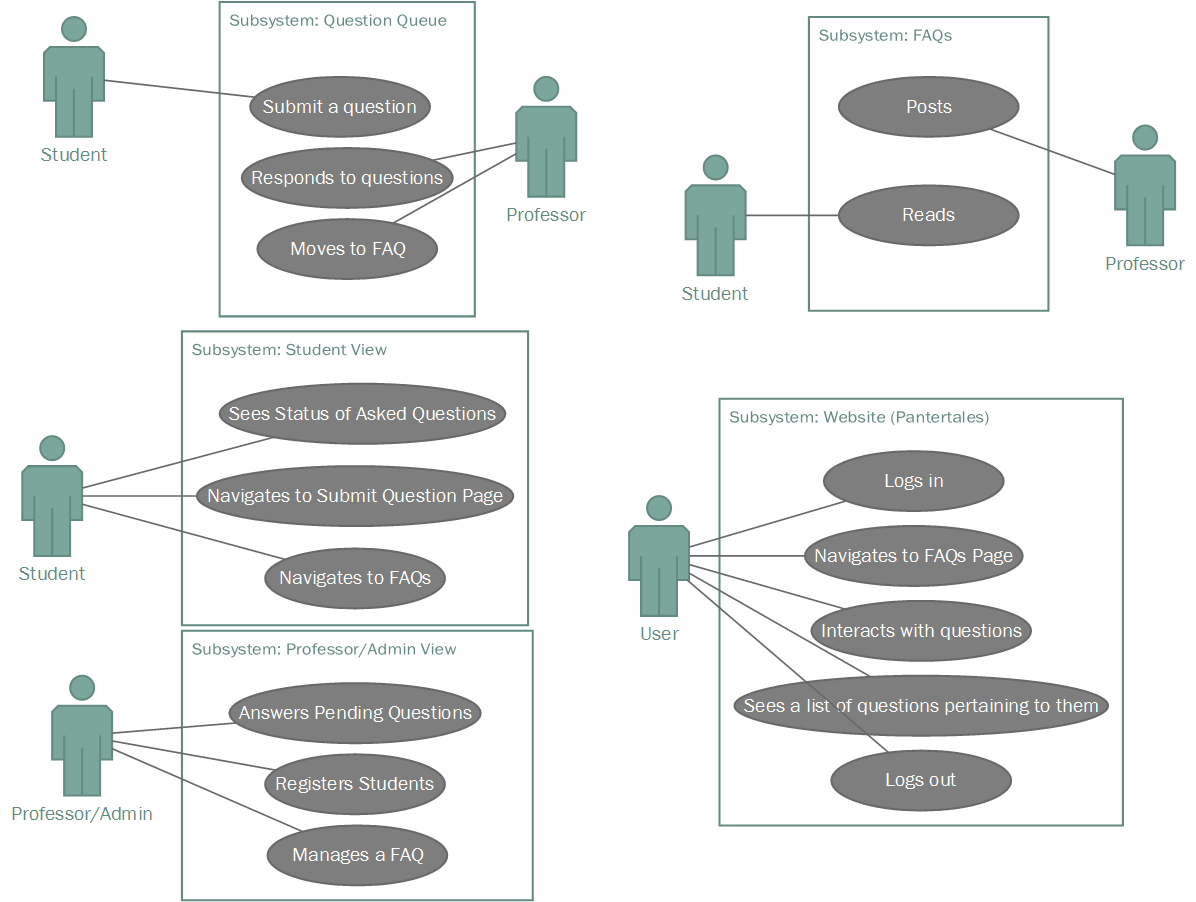 Subsystem: Question Queue
Submit a question
Responds to questions
Moves to FAQ
Student
Professor
Subsystem: FAQs
Posts
Reads
Student
Professor
Subsystem: Student View
Sees Status of Asked Questions
Navigates to Submit Question Page
Navigates to FAQs
Student
Subsystem: Website (Pantertales)
Logs in
Navigates to FAQs Page
Interacts with questions
Sees a list of questions pertaining to them
Logs out
User
Subsystem: Professor/Admin View
Answers Pending Questions
Registers Students
Manages a FAQ
Professor/Admin